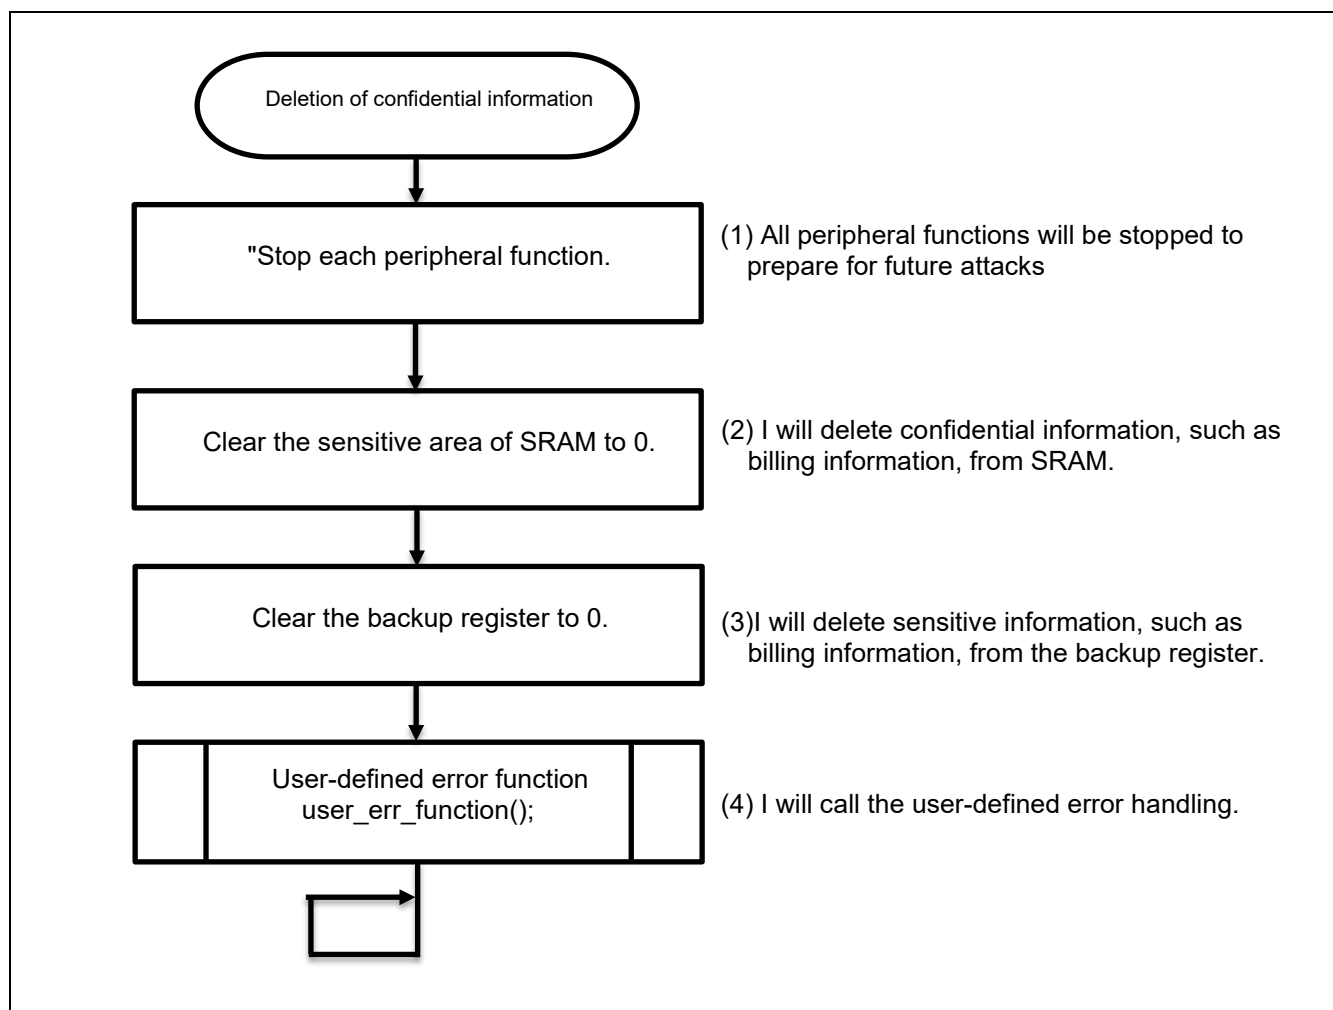 Deletion of confidential information
"Stop each peripheral function.
(1) All peripheral functions will be stopped to
prepare for future attacks
Clear the sensitive area of SRAM to 0.
(2) I will delete confidential information, such as
billing information, from SRAM.
Clear the backup register to 0.
(3)I will delete sensitive information, such as
billing information, from the backup register.
User-defined error function
user_err_function();
(4) I will call the user-defined error handling.